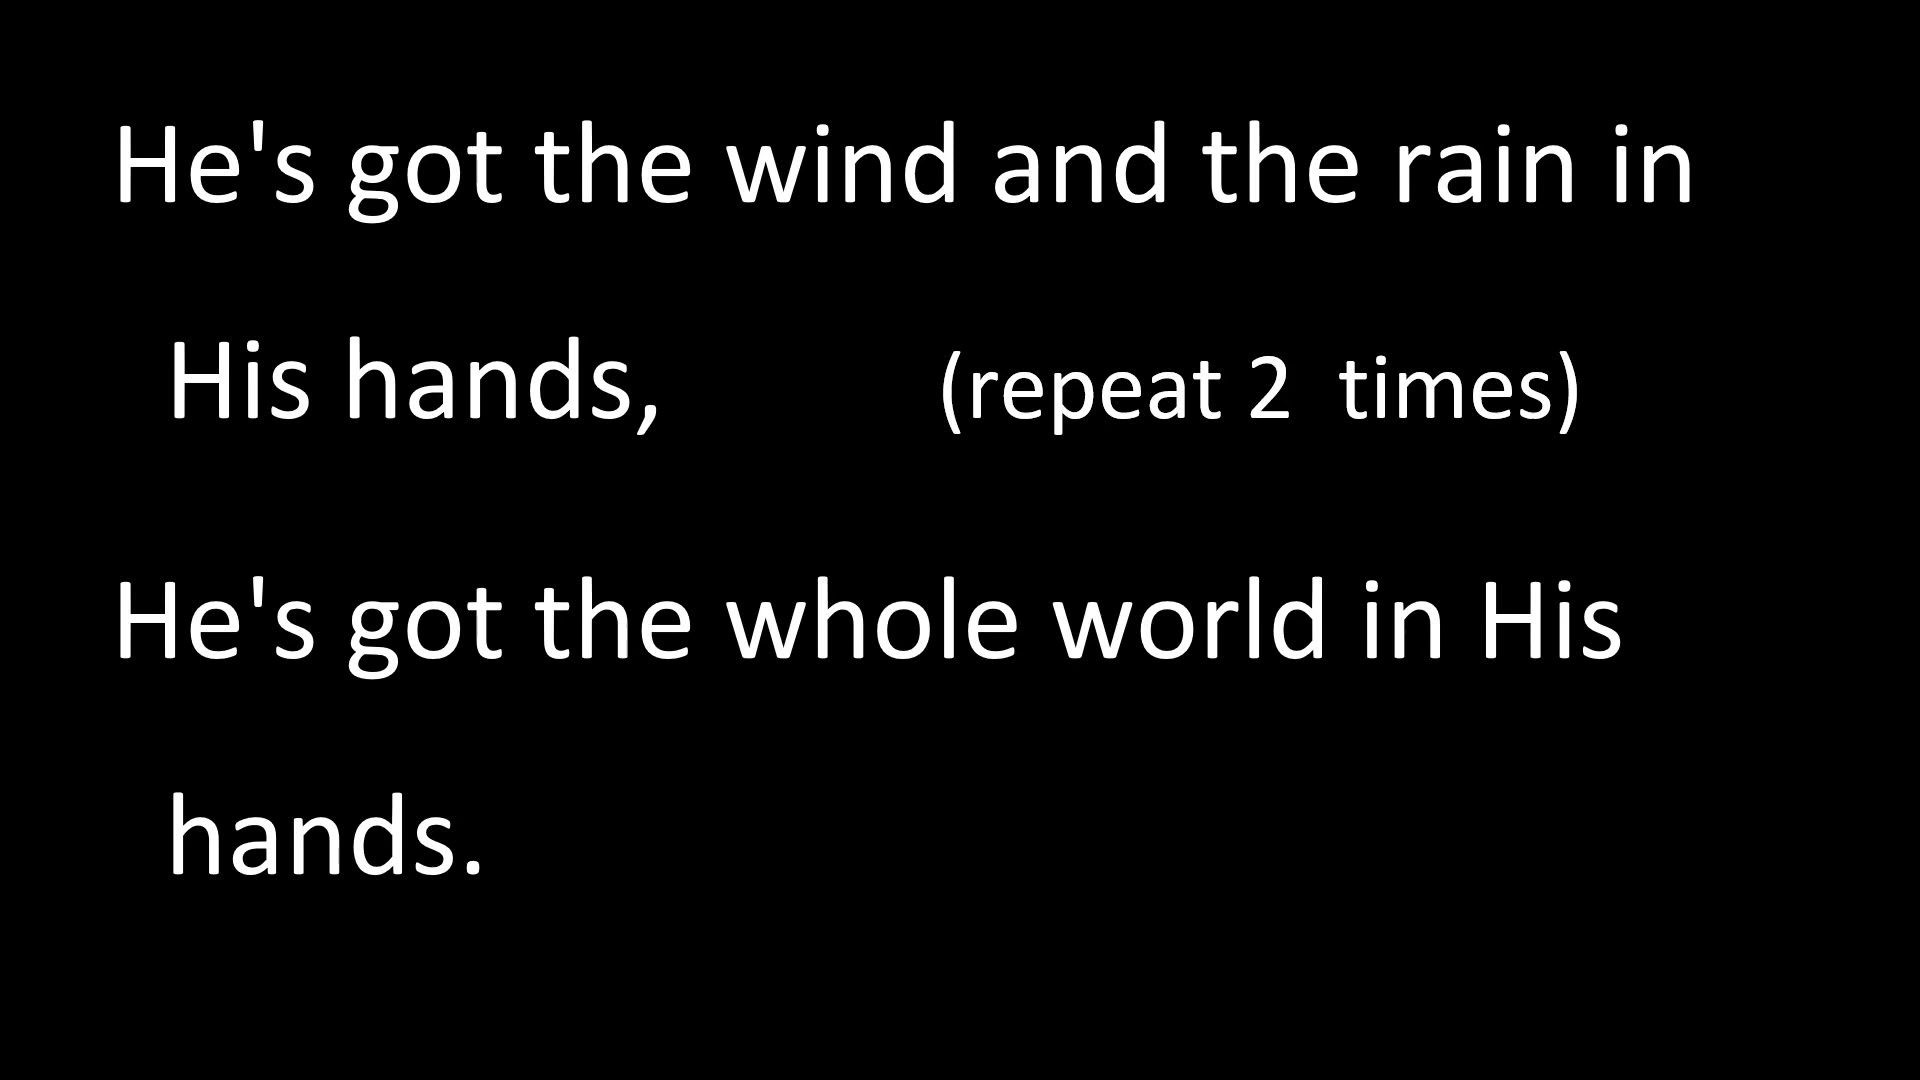 He's got the wind and the rain in
His hands, (repeat 2  times)
He's got the whole world in His
hands.